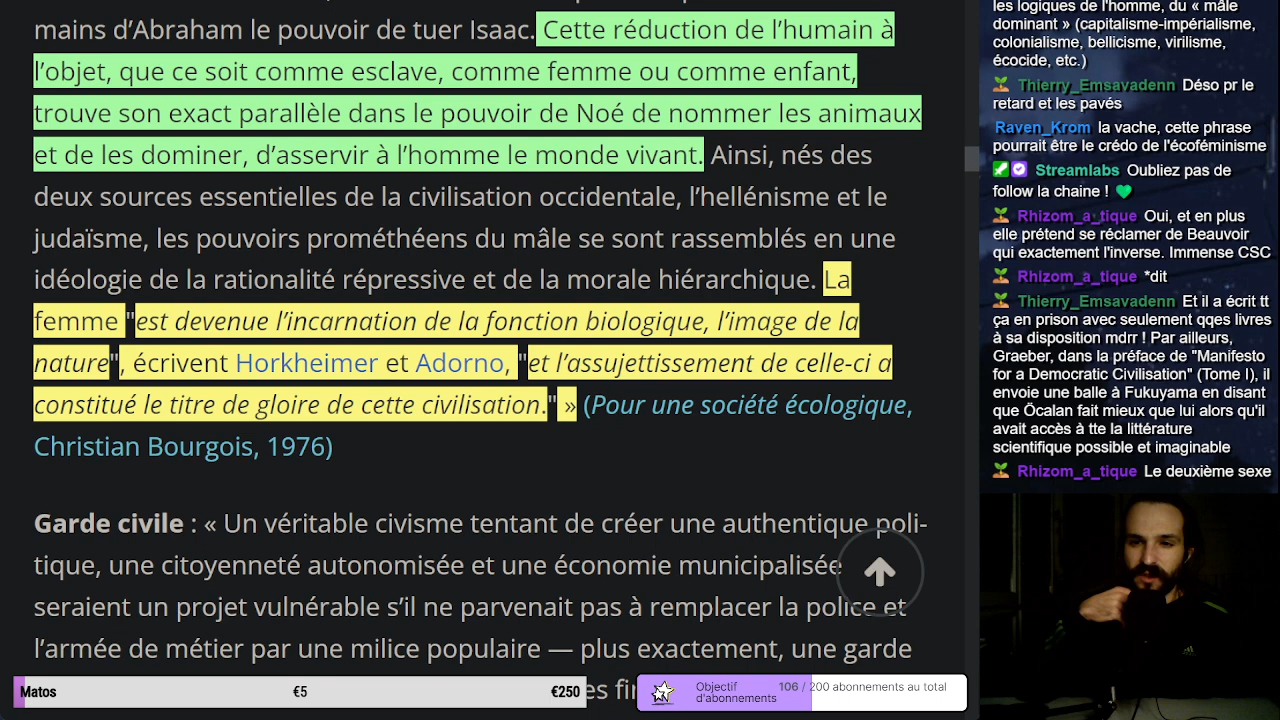 mains d’Abraham le pouvoir de tuer Isaac. Cette réduction de l’humain à
l’objet, que ce soit comme esclave, comme femme ou comme enfant,
trouve son exact parallèle dans le pouvoir de Noé de nommer les animaux
et de les dominer, d’asservir à l’homme le monde vivant. Ainsi, nés des
deux sources essentielles de la civilisation occidentale, l’hellénisme et le
judaïsme, les pouvoirs prométhéens du mâle se sont rassemblés en une
idéologie de la rationalité répressive et de la morale hiérarchique. La
femme "est devenue l’incarnation de la fonction biologique, l’image de la
nature", écrivent Horkheimer et Adorno, "et l’assujettissement de celle-ci a
constitué le titre de gloire de cette civilisation." » (Pour une société écologique,
Christian Bourgois, 1976)
Garde civile : « Un véritable civisme tentant de créer une authentique poli-
tique, une citoyenneté autonomisée et une économie municipalisée
seraient un projet vulnérable s’il ne parvenait pas à remplacer la police et
l’armée de métier par une milice populaire — plus exactement, une garde
Matos €5 €250
Objectif d'abonnements 106 / 200 abonnements au total
les logiques de l'homme, du « mâle
dominant » (capitalisme-impérialisme,
colonialisme, bellicisme, virilisme,
écocide, etc.)
Thierry_Emsavadenn Déso pr le
retard et les pavés
Raven_Krom la vache, cette phrase
pourrait être le crédo de l'écoféminisme
Streamlabs Oubliez pas de
follow la chaine !
Rhizom_a_tique Oui, et en plus
elle prétend se réclamer de Beauvoir
qui exactement l'inverse. Immense CSC
Rhizom_a_tique *dit
Thierry_Emsavadenn Et il a écrit tt
ça en prison avec seulement qqes livres
à sa disposition mdrr ! Par ailleurs,
Graeber, dans la préface de "Manifesto
for a Democratic Civilisation" (Tome I), il
envoie une balle à Fukuyama en disant
que Öcalan fait mieux que lui alors qu'il
avait accès à tte la littérature
scientifique possible et imaginable
Rhizom_a_tique Le deuxième sexe